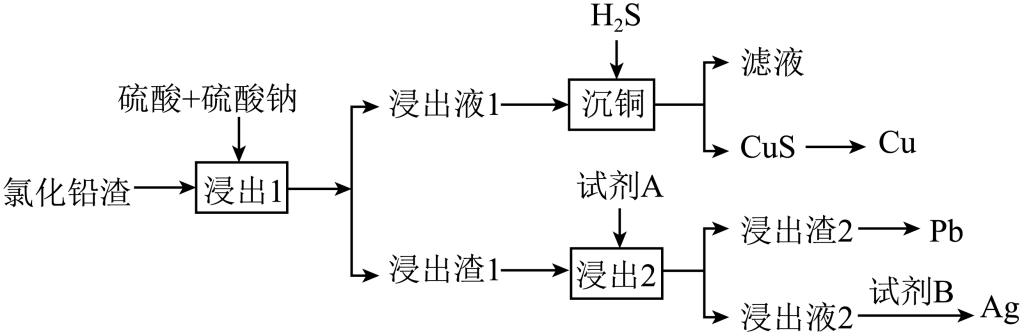 H₂S
硫酸+硫酸钠
浸出液1
沉铜
滤液
CuS
Cu
氯化铅渣
浸出1
试剂A
浸出渣1
浸出2
浸出渣2
Pb
浸出液2
试剂B
Ag